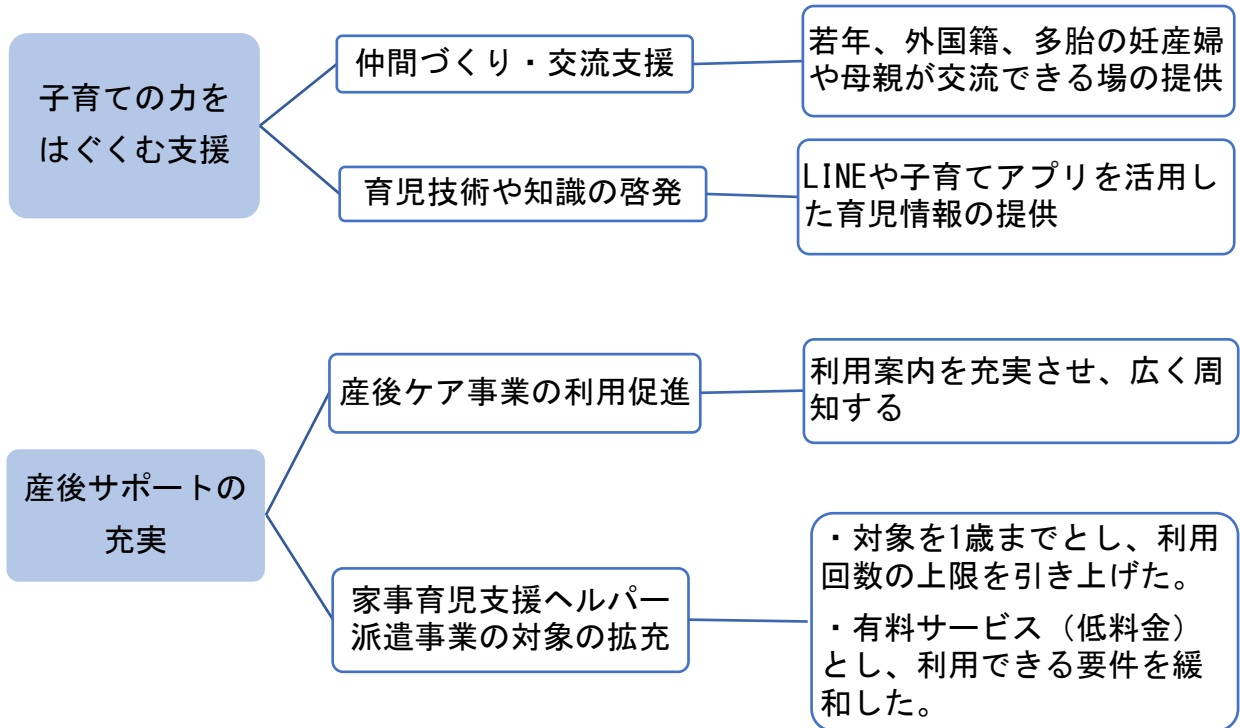 子育ての力を
はぐくむ支援
仲間づくり・交流支援
若年、外国籍、多胎の妊産婦
や母親が交流できる場の提供
育児技術や知識の啓発
LINEや子育てアプリを活用し
た育児情報の提供
産後サポートの
充実
産後ケア事業の利用促進
利用案内を充実させ、広く周
知する
家事育児支援ヘルパー
派遣事業の対象の拡充
・対象を1歳までとし、利用
回数の上限を引き上げた。
・有料サービス（低料金）
とし、利用できる要件を緩
和した。